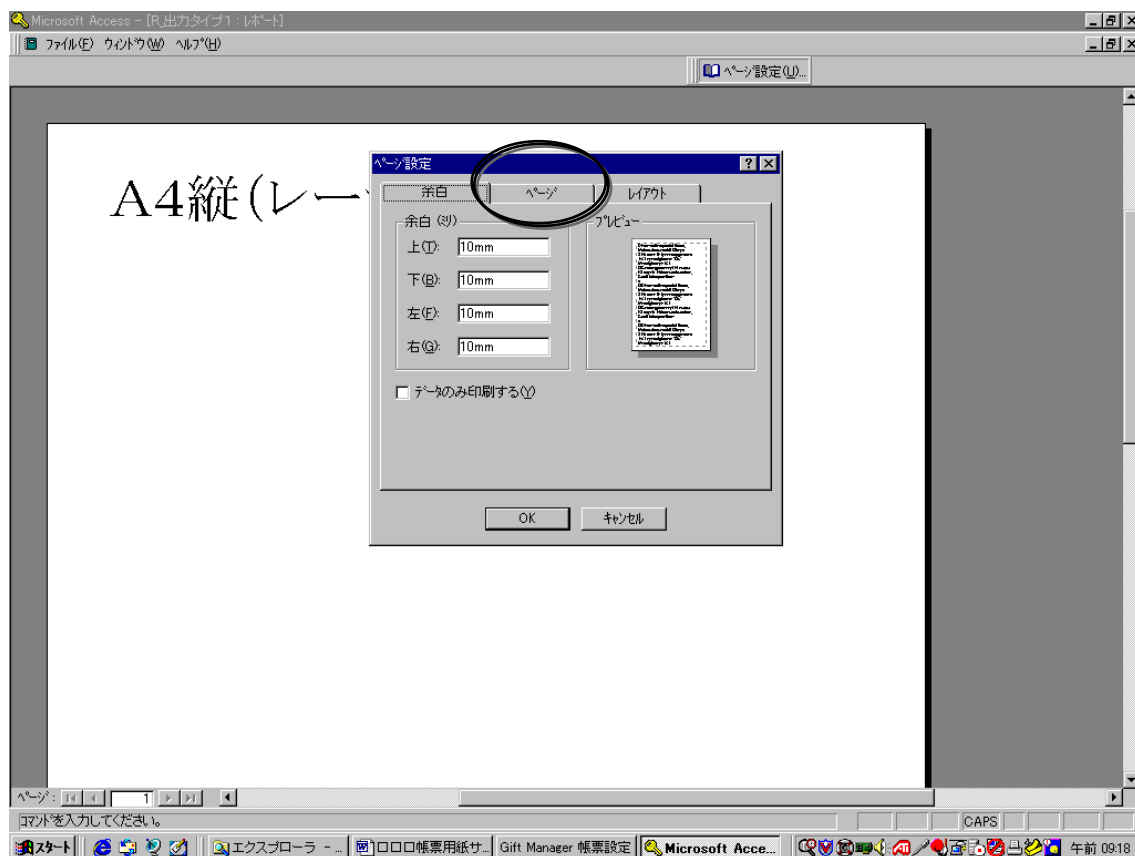 Microsoft Access - [R_出力タイプ1 : レポート]
ファイル(F) ウィンドウ(W) ヘルプ(H)
ページ設定(U)...
A4縦(レー
ページ設定
余白 ページ レイアウト
余白 (ミリ)
上(T): 10mm
下(B): 10mm
左(F): 10mm
右(G): 10mm
プレビュー
データのみ印刷する(Y)
OK キャンセル
ページ: 1
コマンドを入力してください。 CAPS
スタート エクスプローラ - ... 口口口帳票用紙サ... Gift Manager 帳票設定 Microsoft Acce... 午前 09:18